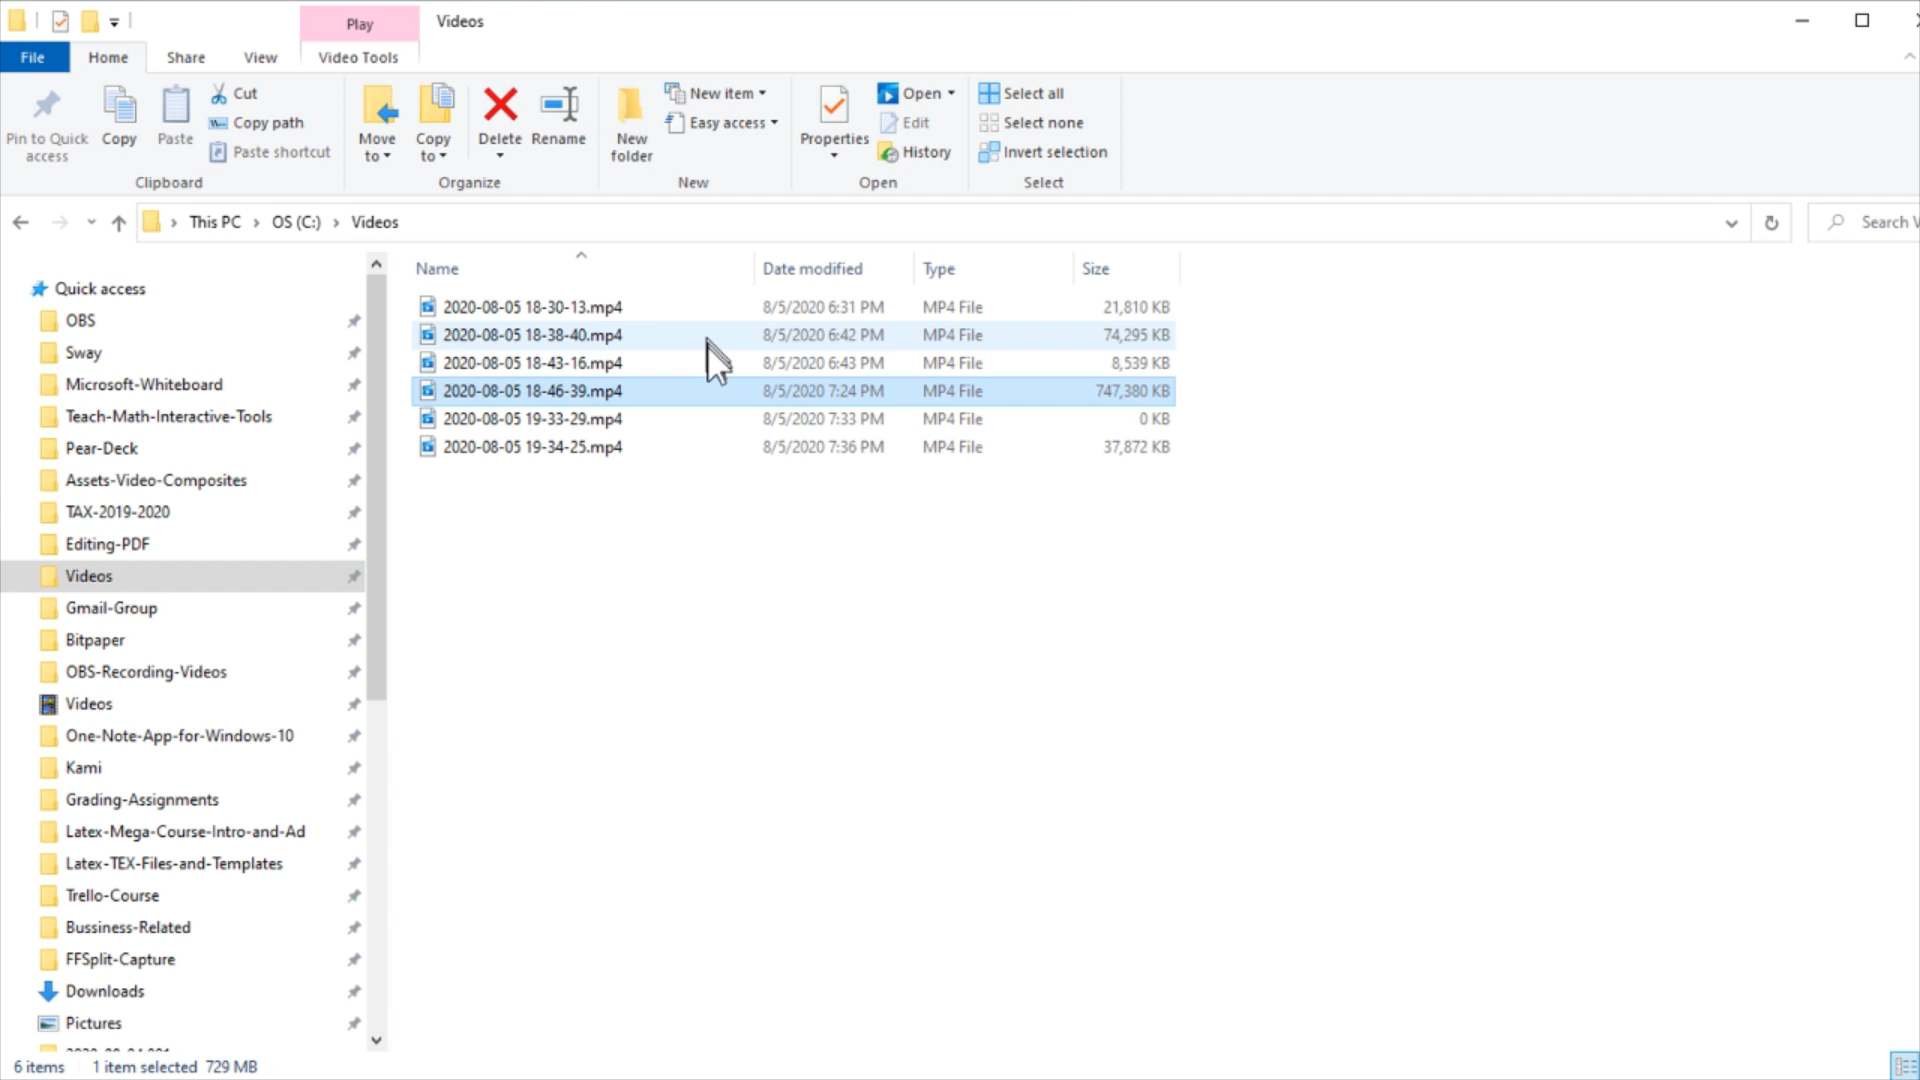 Play
Videos
File
Home
Share
View
Video Tools
Pin to Quick access
Copy
Paste
Cut
Copy path
Paste shortcut
Clipboard
Move to
Copy to
Delete
Rename
Organize
New folder
New item
Easy access
New
Properties
Open
Edit
History
Open
Select all
Select none
Invert selection
Select
This PC > OS (C:) > Videos
Search V
Quick access
OBS
Sway
Microsoft-Whiteboard
Teach-Math-Interactive-Tools
Pear-Deck
Assets-Video-Composites
TAX-2019-2020
Editing-PDF
Videos
Gmail-Group
Bitpaper
OBS-Recording-Videos
Videos
One-Note-App-for-Windows-10
Kami
Grading-Assignments
Latex-Mega-Course-Intro-and-Ad
Latex-TEX-Files-and-Templates
Trello-Course
Bussiness-Related
FFSplit-Capture
Downloads
Pictures
Name Date modified Type Size
2020-08-05 18-30-13.mp4 8/5/2020 6:31 PM MP4 File 21,810 KB
2020-08-05 18-38-40.mp4 8/5/2020 6:42 PM MP4 File 74,295 KB
2020-08-05 18-43-16.mp4 8/5/2020 6:43 PM MP4 File 8,539 KB
2020-08-05 18-46-39.mp4 8/5/2020 7:24 PM MP4 File 747,380 KB
2020-08-05 19-33-29.mp4 8/5/2020 7:33 PM MP4 File 0 KB
2020-08-05 19-34-25.mp4 8/5/2020 7:36 PM MP4 File 37,872 KB
6 items 1 item selected 729 MB